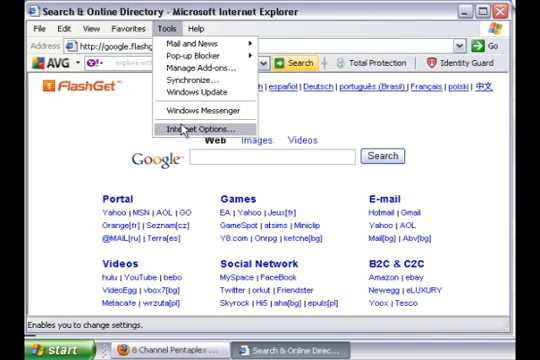 Search & Online Directory - Microsoft Internet Explorer
File Edit View Favorites Tools Help
Address http://google.flashg Go
AVG explore with Search Total Protection Identity Guard
Mail and News
Pop-up Blocker
Manage Add-ons...
Synchronize...
Windows Update
Windows Messenger
Internet Options...
FlashGet
español | Deutsch | português (Brasil) | Français | polski | 中文
Web Images Videos
Google Search
Portal Games E-mail
Yahoo | MSN | AOL | GO EA | Yahoo | Jeux[fr] Hotmail | Gmail
Orange[fr] | Seznam[cz] GameSpot | atsims | Miniclip Yahoo | AOL
@MAIL[ru] | Terra[es] Y8.com | Onrpg | ketche[bg] Mail[bg] | Abv[bg]
Videos Social Network B2C & C2C
hulu | YouTube | bebo MySpace | FaceBook Amazon | ebay
VideoEgg | vbox7[bg] Twitter | orkut | Friendster Newegg | eLUXURY
Metacafe | wrzuta[pl] Skyrock | Hi5 | aha[bg] | epuls[pl] Yoox | Tesco
Enables you to change settings.
start 8 Channel Pentaplex ... Search & Online Direc...